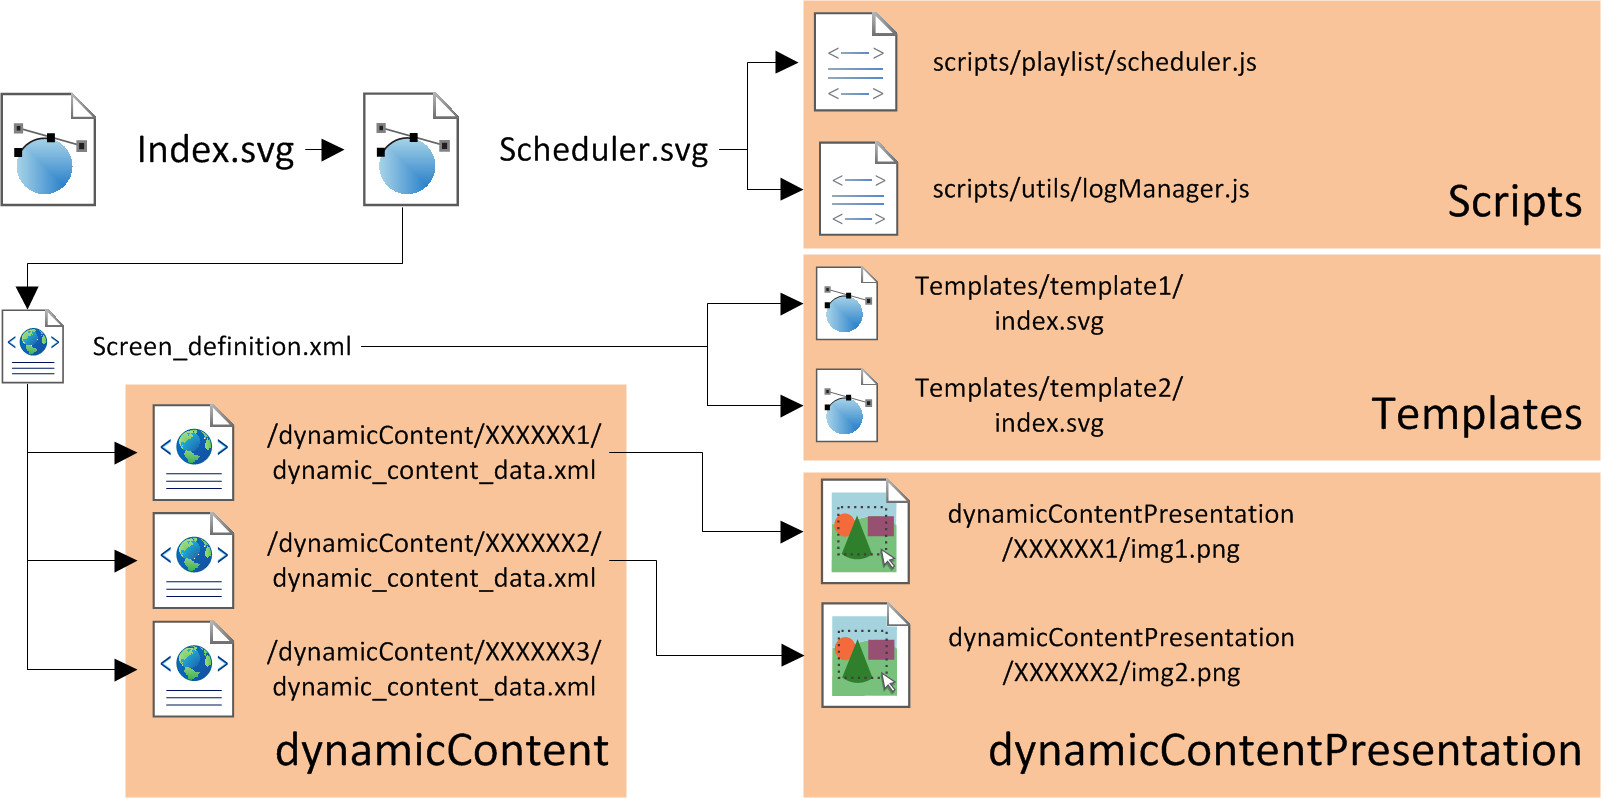 Index.svg
Scheduler.svg
scripts/playlist/scheduler.js
scripts/utils/logManager.js
Scripts
Screen_definition.xml
Templates/template1/
index.svg
Templates/template2/
index.svg
Templates
/dynamicContent/XXXXXX1/
dynamic_content_data.xml
/dynamicContent/XXXXXX2/
dynamic_content_data.xml
/dynamicContent/XXXXXX3/
dynamic_content_data.xml
dynamicContent
dynamicContentPresentation
/XXXXXX1/img1.png
dynamicContentPresentation
/XXXXXX2/img2.png
dynamicContentPresentation